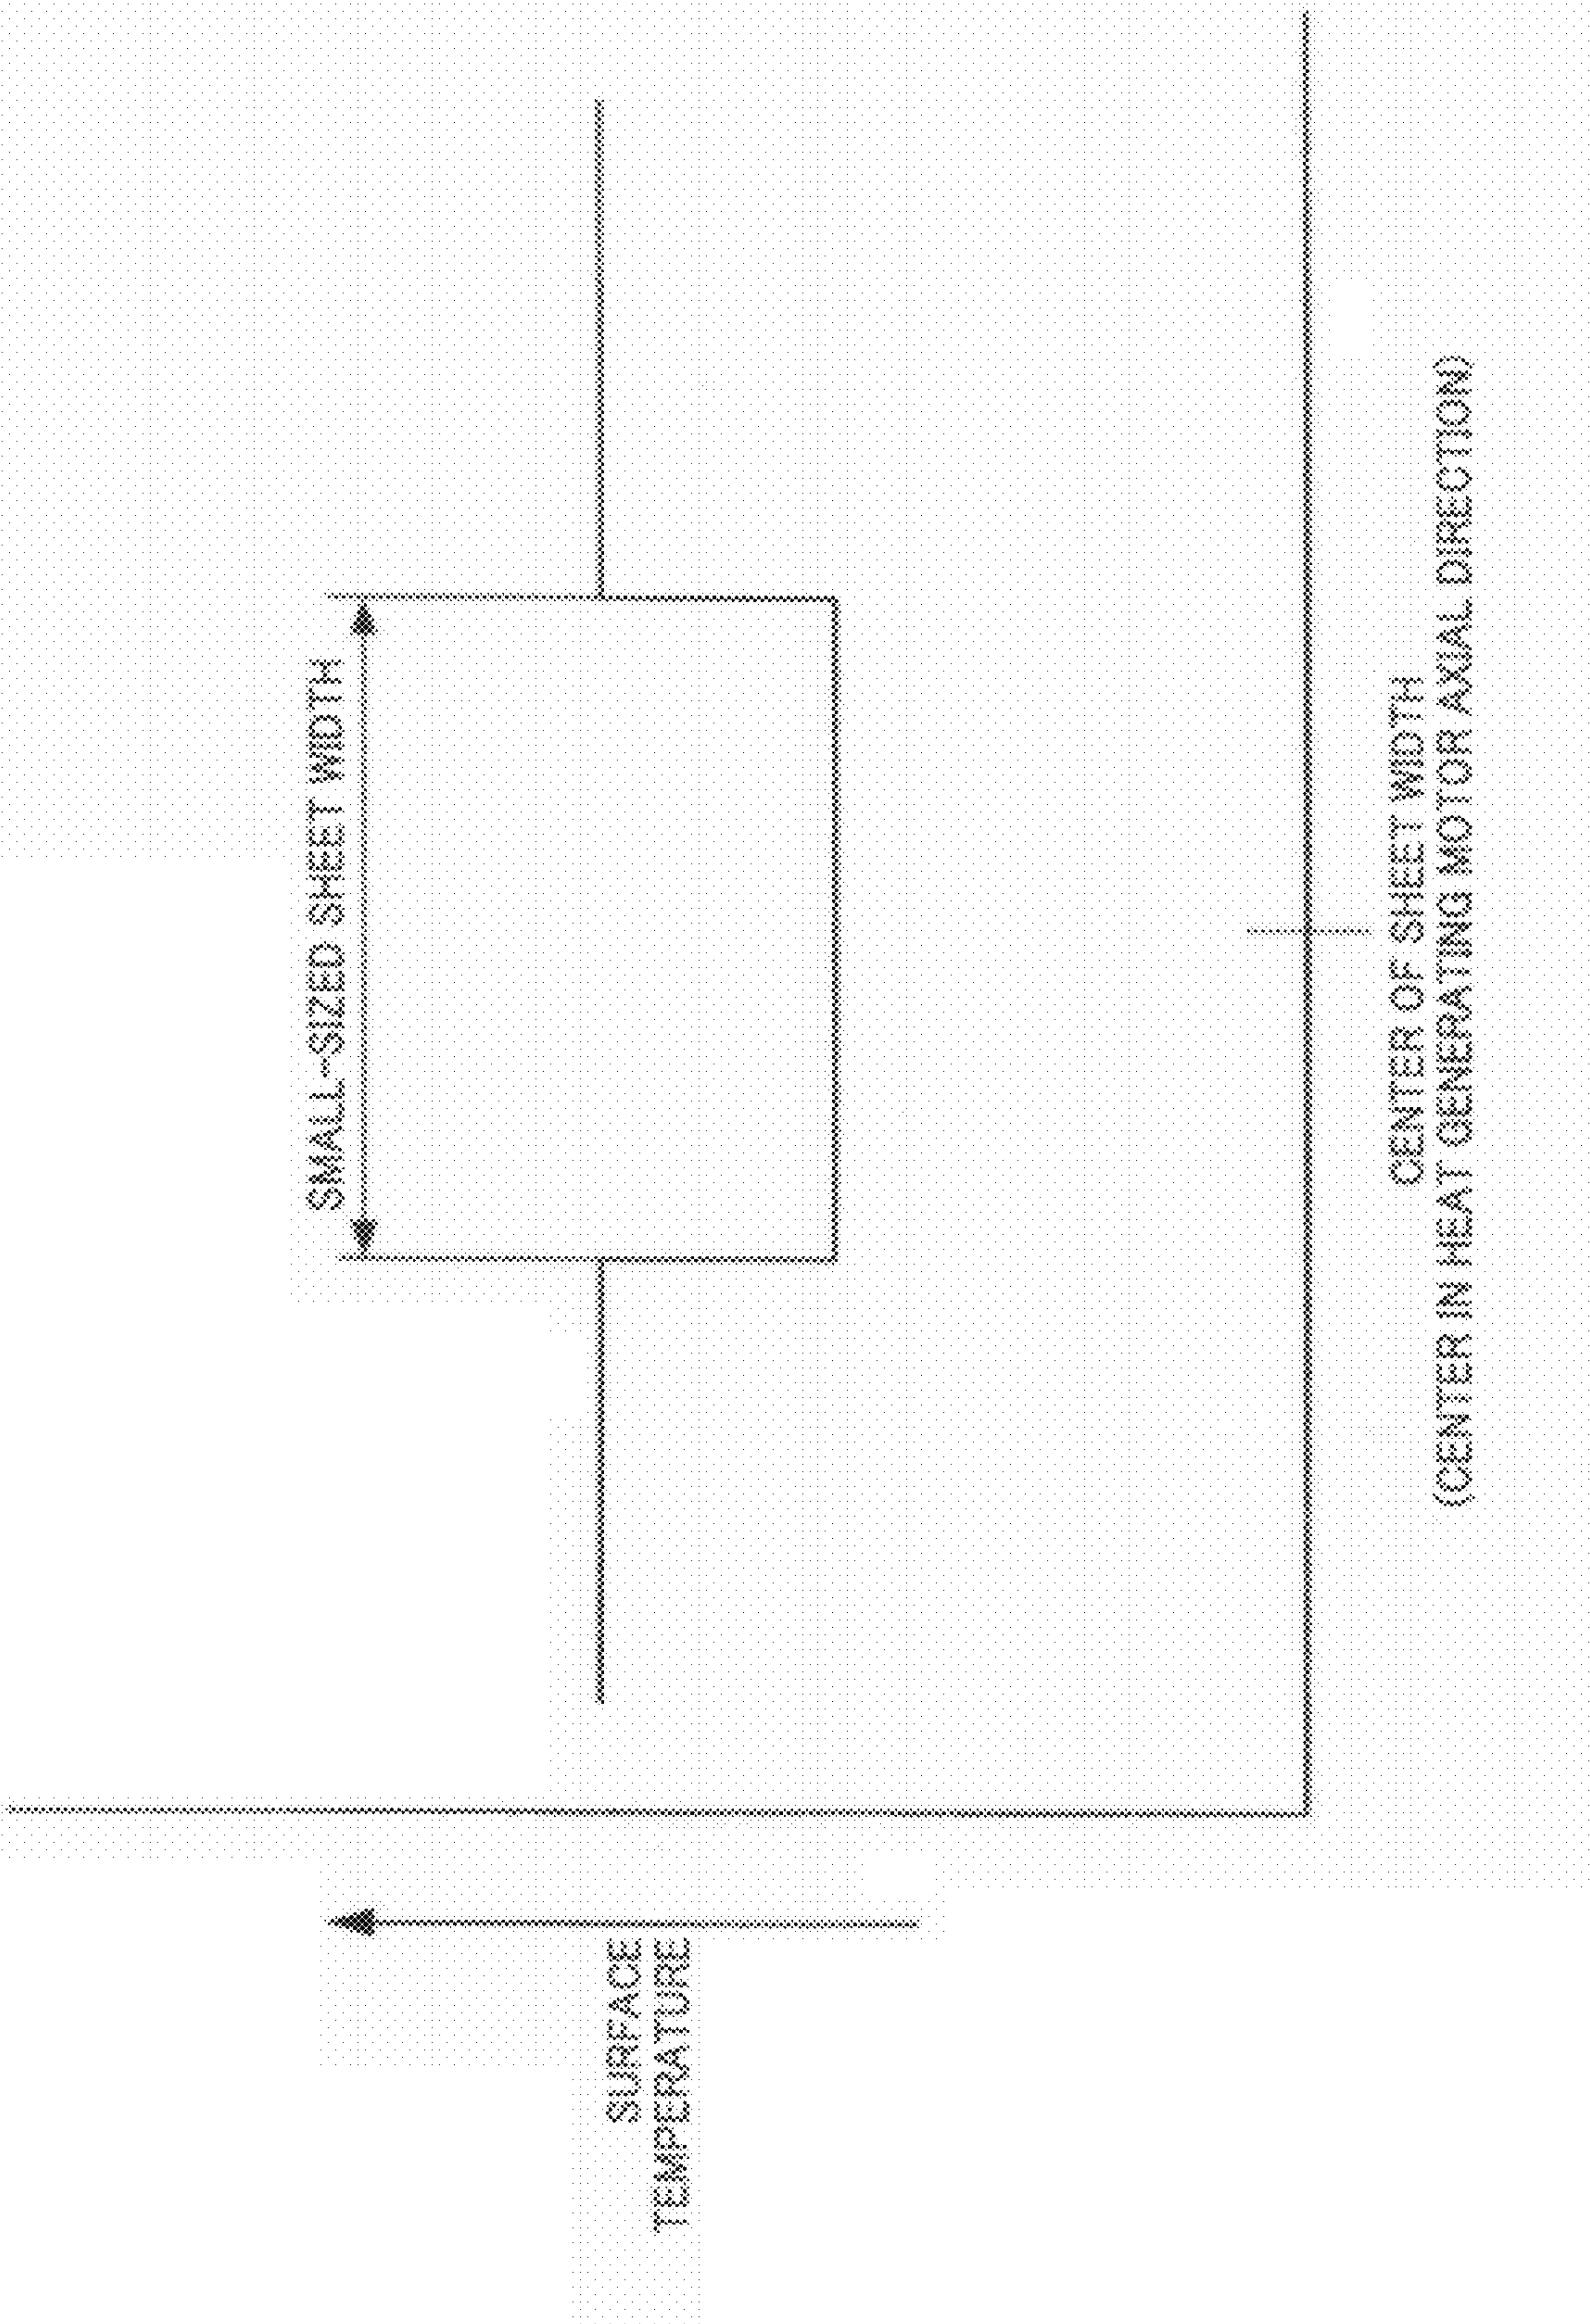 SMALL-SIZED SHEET WIDTH
SURFACE
TEMPERATURE
CENTER OF SHEET WIDTH
(CENTER IN HEAT GENERATING MOTOR AXIAL DIRECTION)